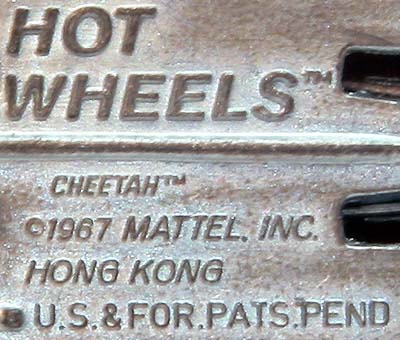 HOT
WHEELS™
CHEETAH™
©1967 MATTEL, INC.
HONG KONG
U.S.&FOR.PATS.PEND